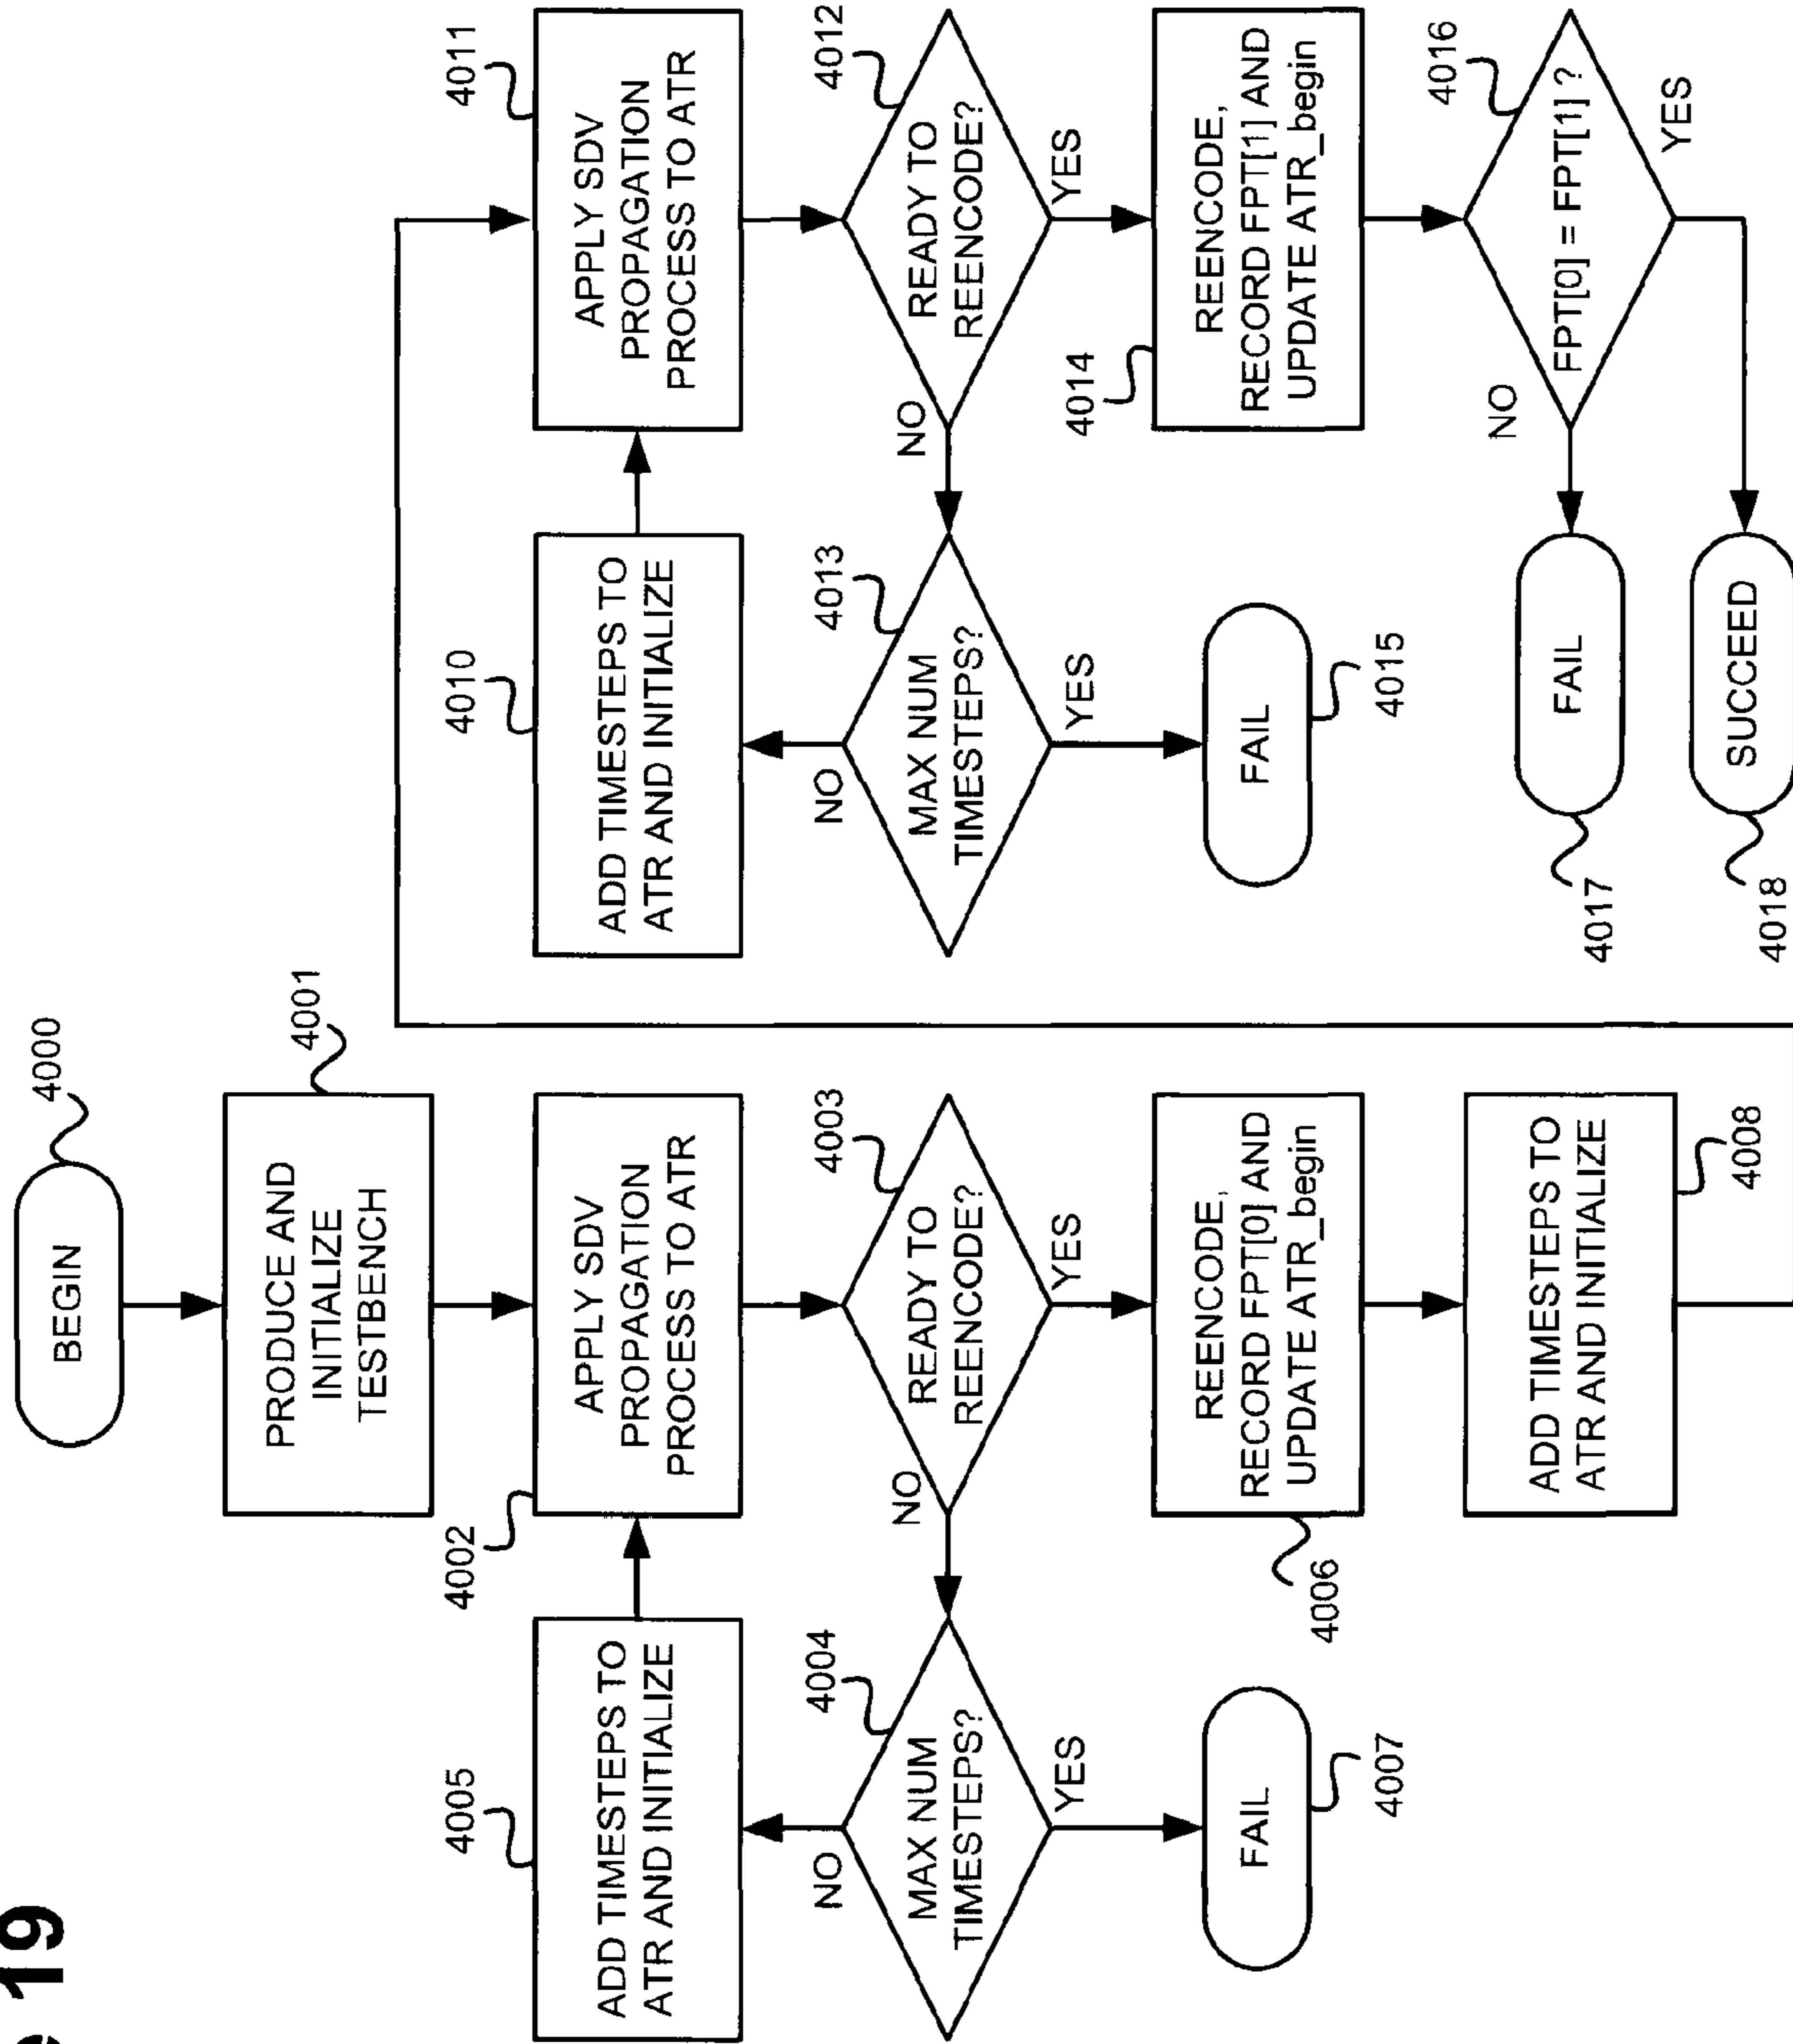 e 19
4000
BEGIN
4001
PRODUCE AND
INITIALIZE
TESTBENCH
4002
APPLY SDV
PROPAGATION
PROCESS TO ATR
4003
READY TO
REENCODE?
NO
YES
4004
MAX NUM
TIMESTEPS?
NO
YES
4005
ADD TIMESTEPS TO
ATR AND INITIALIZE
FAIL
4007
REENCODE,
RECORD FPT[0] AND
UPDATE ATR_begin
4006
ADD TIMESTEPS TO
ATR AND INITIALIZE
4008
4010
ADD TIMESTEPS TO
ATR AND INITIALIZE
4011
APPLY SDV
PROPAGATION
PROCESS TO ATR
4012
READY TO
REENCODE?
NO
YES
4013
MAX NUM
TIMESTEPS?
NO
YES
FAIL
4015
4014
REENCODE,
RECORD FPT[1] AND
UPDATE ATR_begin
4016
FPT[0] = FPT[1] ?
NO
YES
FAIL
4017
SUCCEED
4018